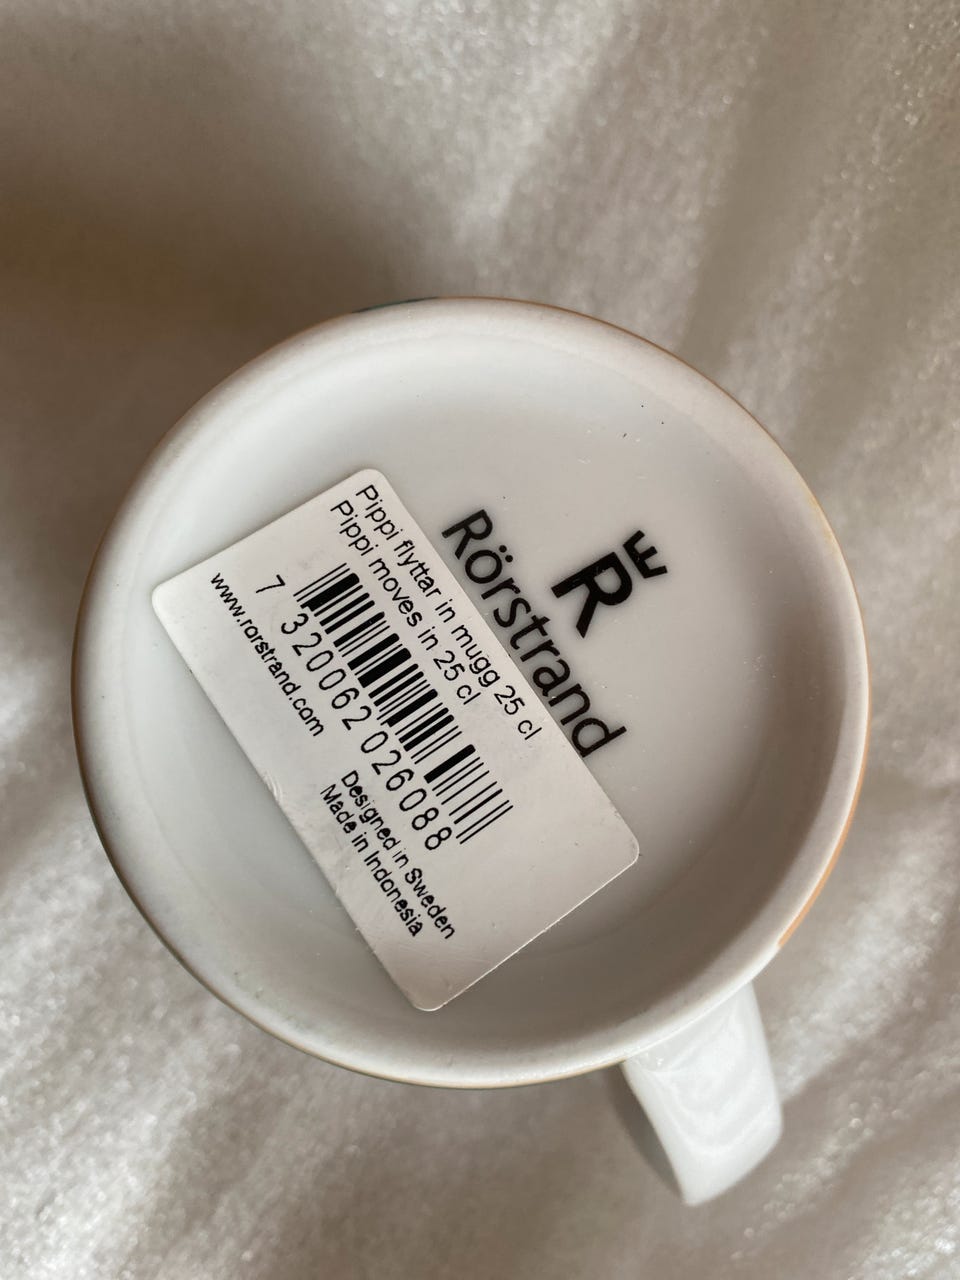 R
Rörstrand
Pippi flyttar in mugg 25 cl
Pippi moves in 25 cl
7 320062 026088
www.rorstrand.com
Designed in Sweden
Made in Indonesia